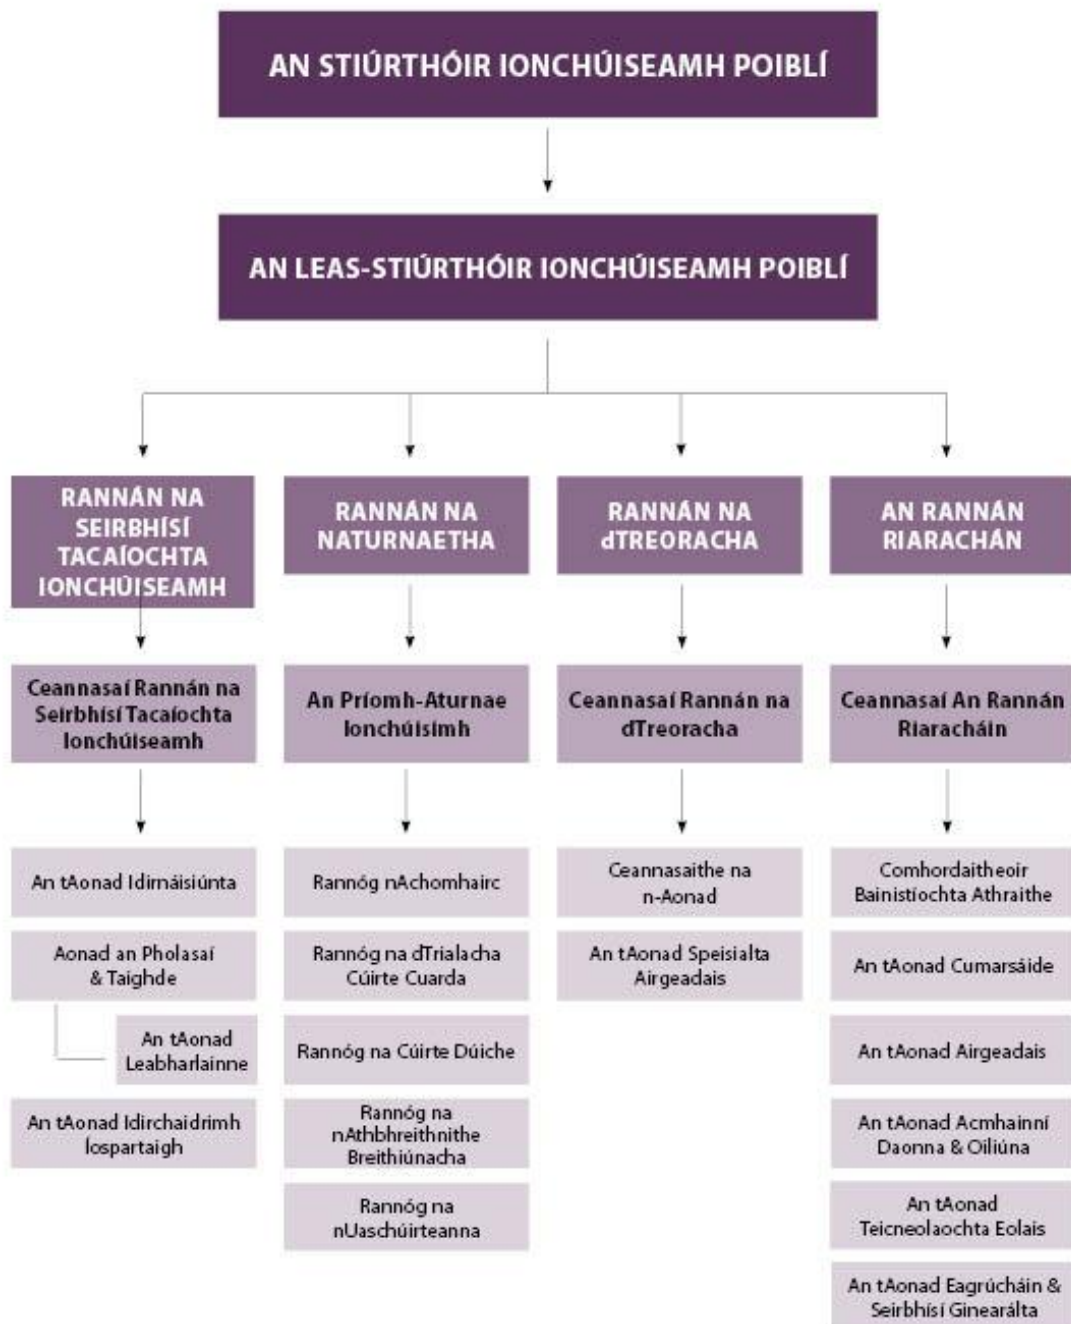 AN STIÚRTHÓIR IONCHÚISEAMH POIBLÍ
AN LEAS-STIÚRTHÓIR IONCHÚISEAMH POIBLÍ
RANNÁN NA
SEIRBHÍSÍ
TACAÍOCHTA
IONCHÚISEAMH
RANNÁN NA
NATURNAETHA
RANNÁN NA
dTREORACHA
AN RANNÁN
RIARACHÁN
Ceannasaí Rannán na
Seirbhísí Tacaíochta
Ionchúiseamh
An Príomh-Aturnae
Ionchúisimh
Ceannasaí Rannán na
dTreoracha
Ceannasaí An Rannán
Riaracháin
An tAonad Idirnáisiúnta
Aonad an Pholasaí
& Taighde
An tAonad
Leabharlainne
An tAonad Idirchaidrimh
Íospartaigh
Rannóg nAchomhairc
Rannóg na dTrialacha
Cúirte Cuarda
Rannóg na Cúirte Dúiche
Rannóg na
nAthbhreithnithe
Breithiúnacha
Rannóg na
nUaschúirteanna
Ceannasaithe na
n-Aonad
An tAonad Speisialta
Airgeadais
Comhordaitheoir
Bainistíochta Athraithe
An tAonad Cumarsáide
An tAonad Airgeadais
An tAonad Acmhainní
Daonna & Oiliúna
An tAonad
Teicneolaochta Eolais
An tAonad Eagrúcháin &
Seirbhísí Ginearálta